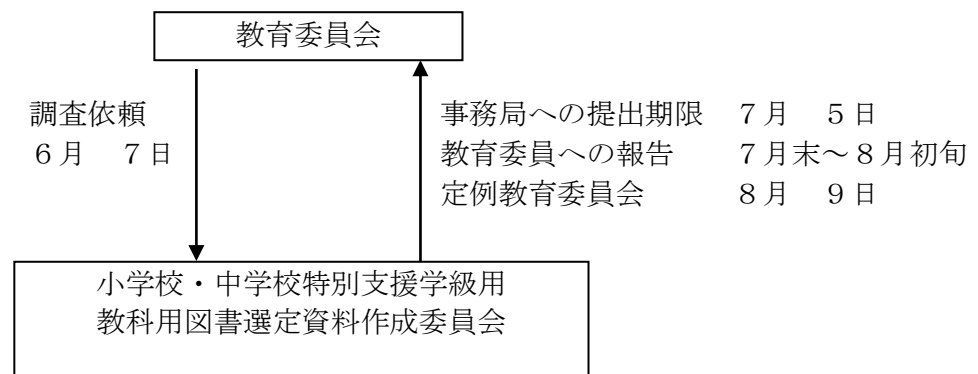 教育委員会
調査依頼
６月　７日
事務局への提出期限　７月　５日
教育委員への報告　７月末～８月初旬
定例教育委員会　８月　９日
小学校・中学校特別支援学級用
教科用図書選定資料作成委員会